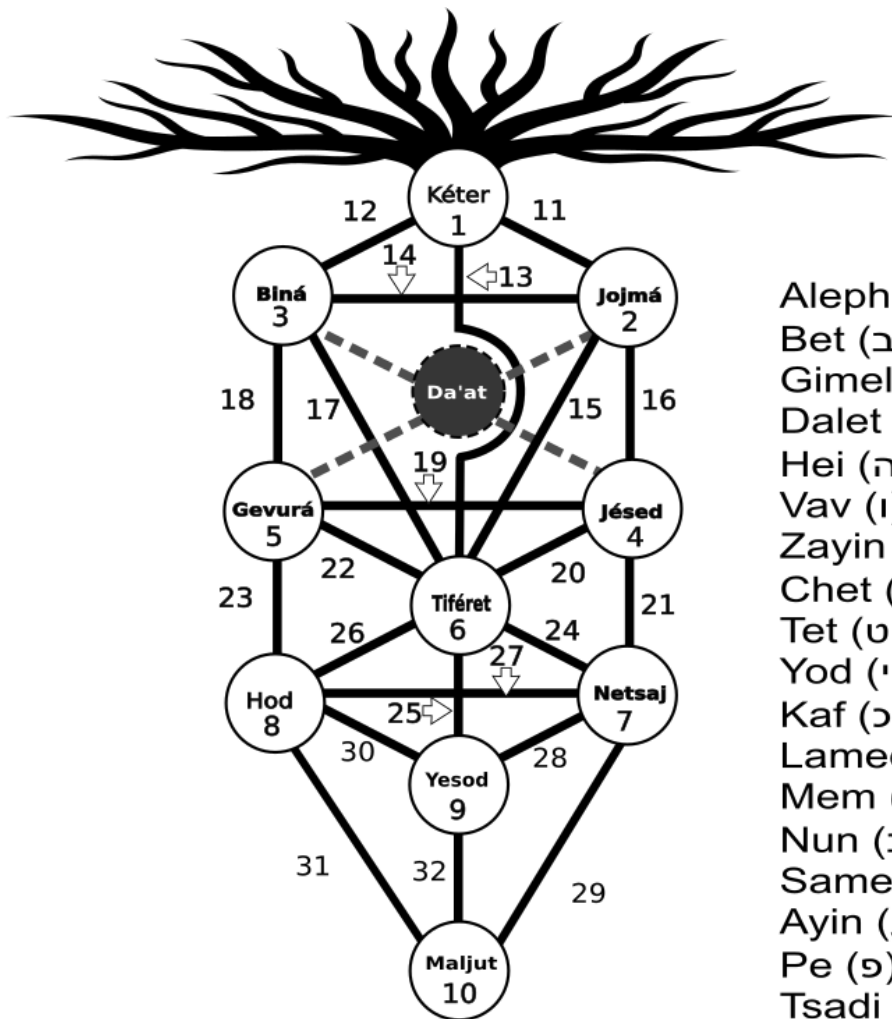 Kéter
1
12
11
14
13
Biná
3
Jojmá
2
Da'at
18
17
15
16
19
Gevurá
5
Jésed
4
22
20
23
21
Tiféret
6
26
24
27
Hod
8
25
Netsaj
7
30
28
Yesod
9
31
32
29
Maljut
10
Aleph
Bet (ב
Gimel
Dalet
Hei (ה
Vav (ו
Zayin
Chet (
Tet (ט
Yod (י
Kaf (כ
Mem
Nun (נ
Ayin (
Pe (פ)
Tsadi